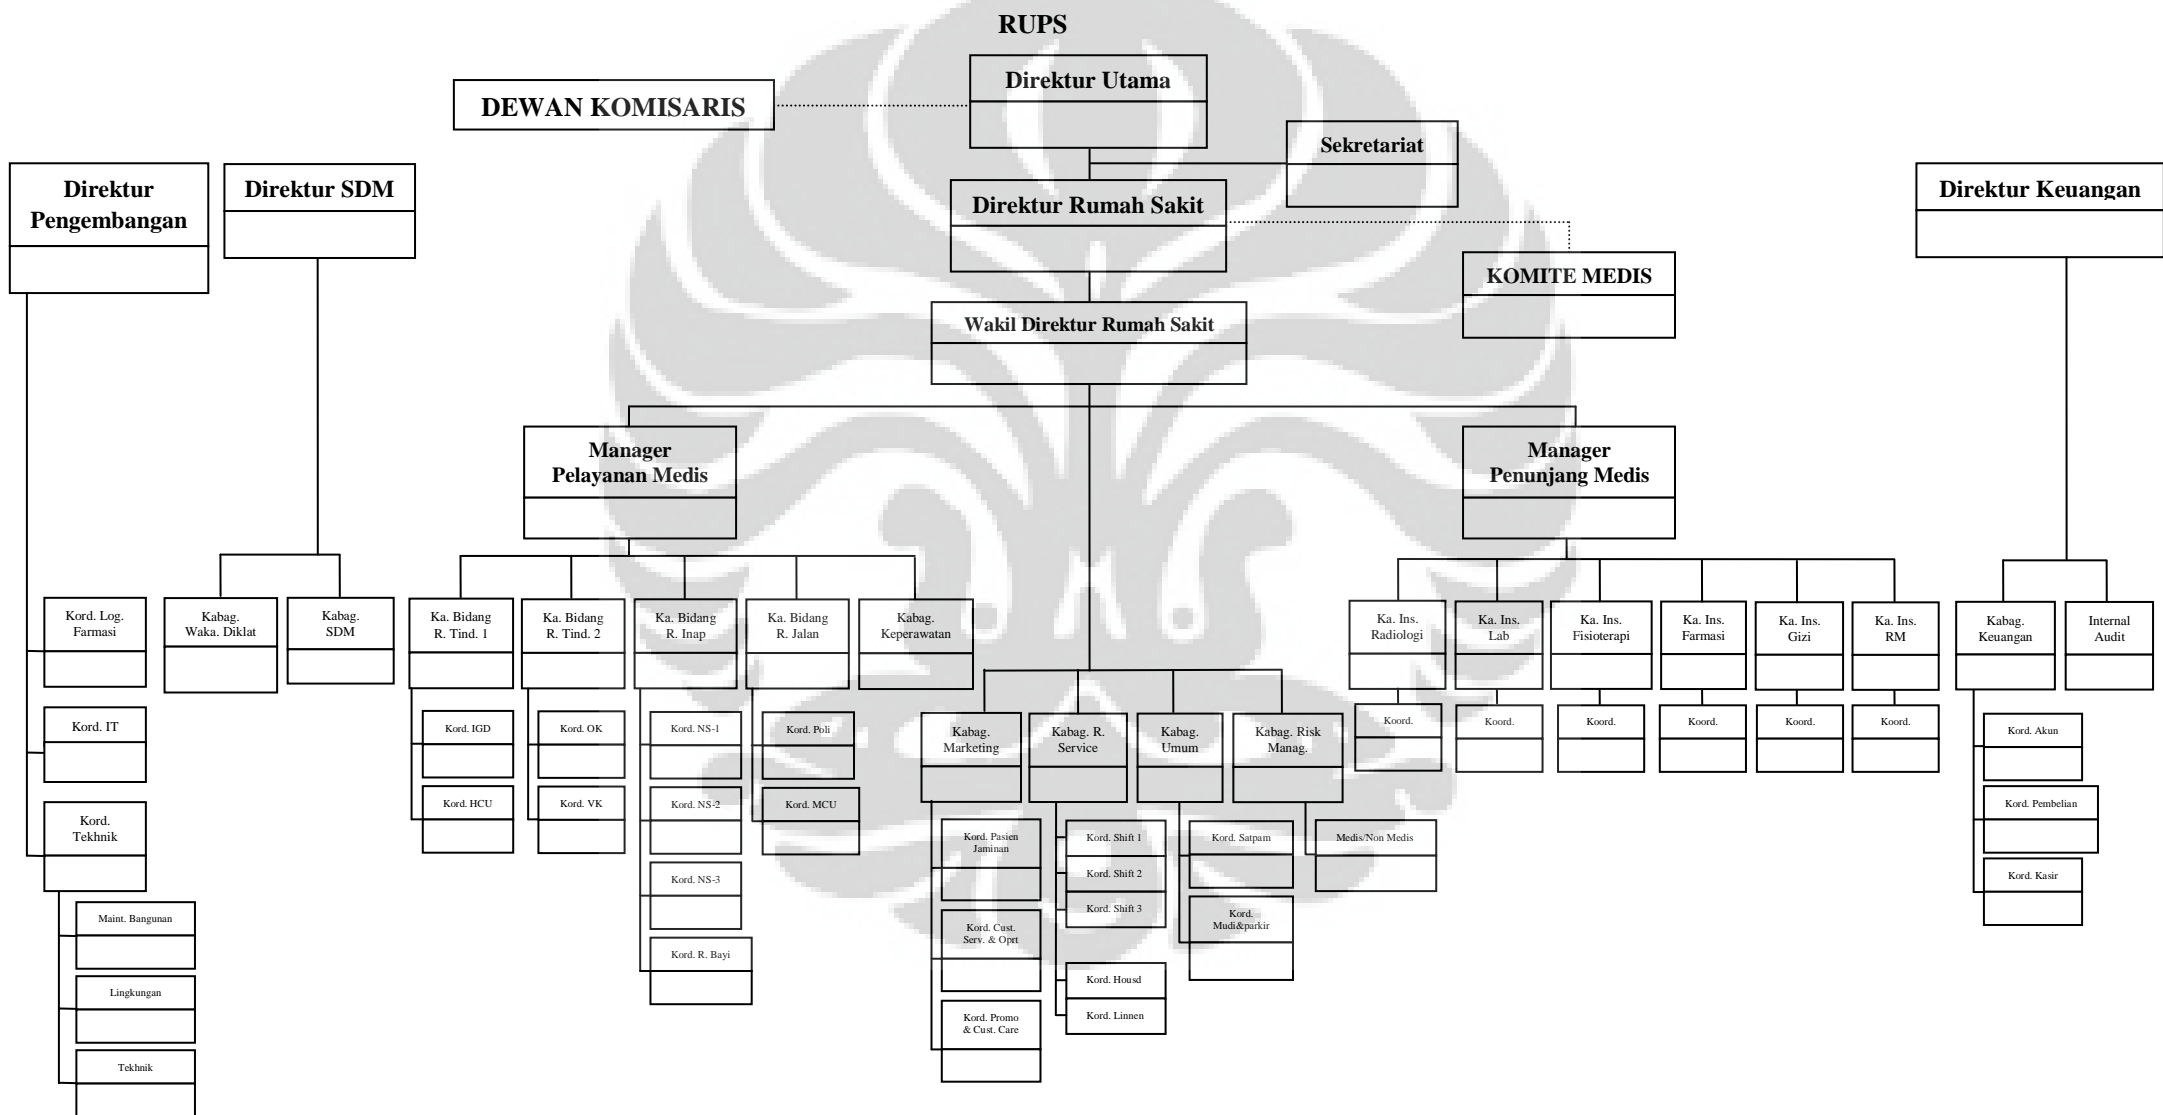 RUPS
Direktur Utama
DEWAN KOMISARIS
Sekretariat
Direktur
Pengembangan
Direktur SDM
Direktur Rumah Sakit
Direktur Keuangan
KOMITE MEDIS
Wakil Direktur Rumah Sakit
Manager
Pelayanan Medis
Manager
Penunjang Medis
Kord. Log.
Farmasi
Kabag.
Waka. Diklat
Kabag.
SDM
Ka. Bidang
R. Tind. 1
Ka. Bidang
R. Tind. 2
Ka. Bidang
R. Inap
Ka. Bidang
R. Jalan
Kabag.
Keperawatan
Ka. Ins.
Radiologi
Ka. Ins.
Lab
Ka. Ins.
Fisioterapi
Ka. Ins.
Farmasi
Ka. Ins.
Gizi
Ka. Ins.
RM
Kabag.
Keuangan
Internal
Audit
Kord. IT
Kord. IGD
Kord. OK
Kord. NS-1
Kord. Poli
Kabag.
Marketing
Kabag. R.
Service
Kabag.
Umum
Kabag. Risk
Manag.
Koord.
Koord.
Koord.
Koord.
Koord.
Koord.
Kord. Akun
Kord.
Tekhnik
Kord. HCU
Kord. VK
Kord. NS-2
Kord. MCU
Kord. Pembelian
Kord. Pasien
Jaminan
Kord. Shift 1
Kord. Shift 2
Kord. Shift 3
Kord. Satpam
Medis/Non Medis
Kord. NS-3
Kord. Kasir
Maint. Bangunan
Kord. Cust.
Serv. & Oprt
Kord.
Mudi&parkir
Kord. R. Bayi
Lingkungan
Kord. Housd
Kord. Linnen
Kord. Promo
& Cust. Care
Tekhnik